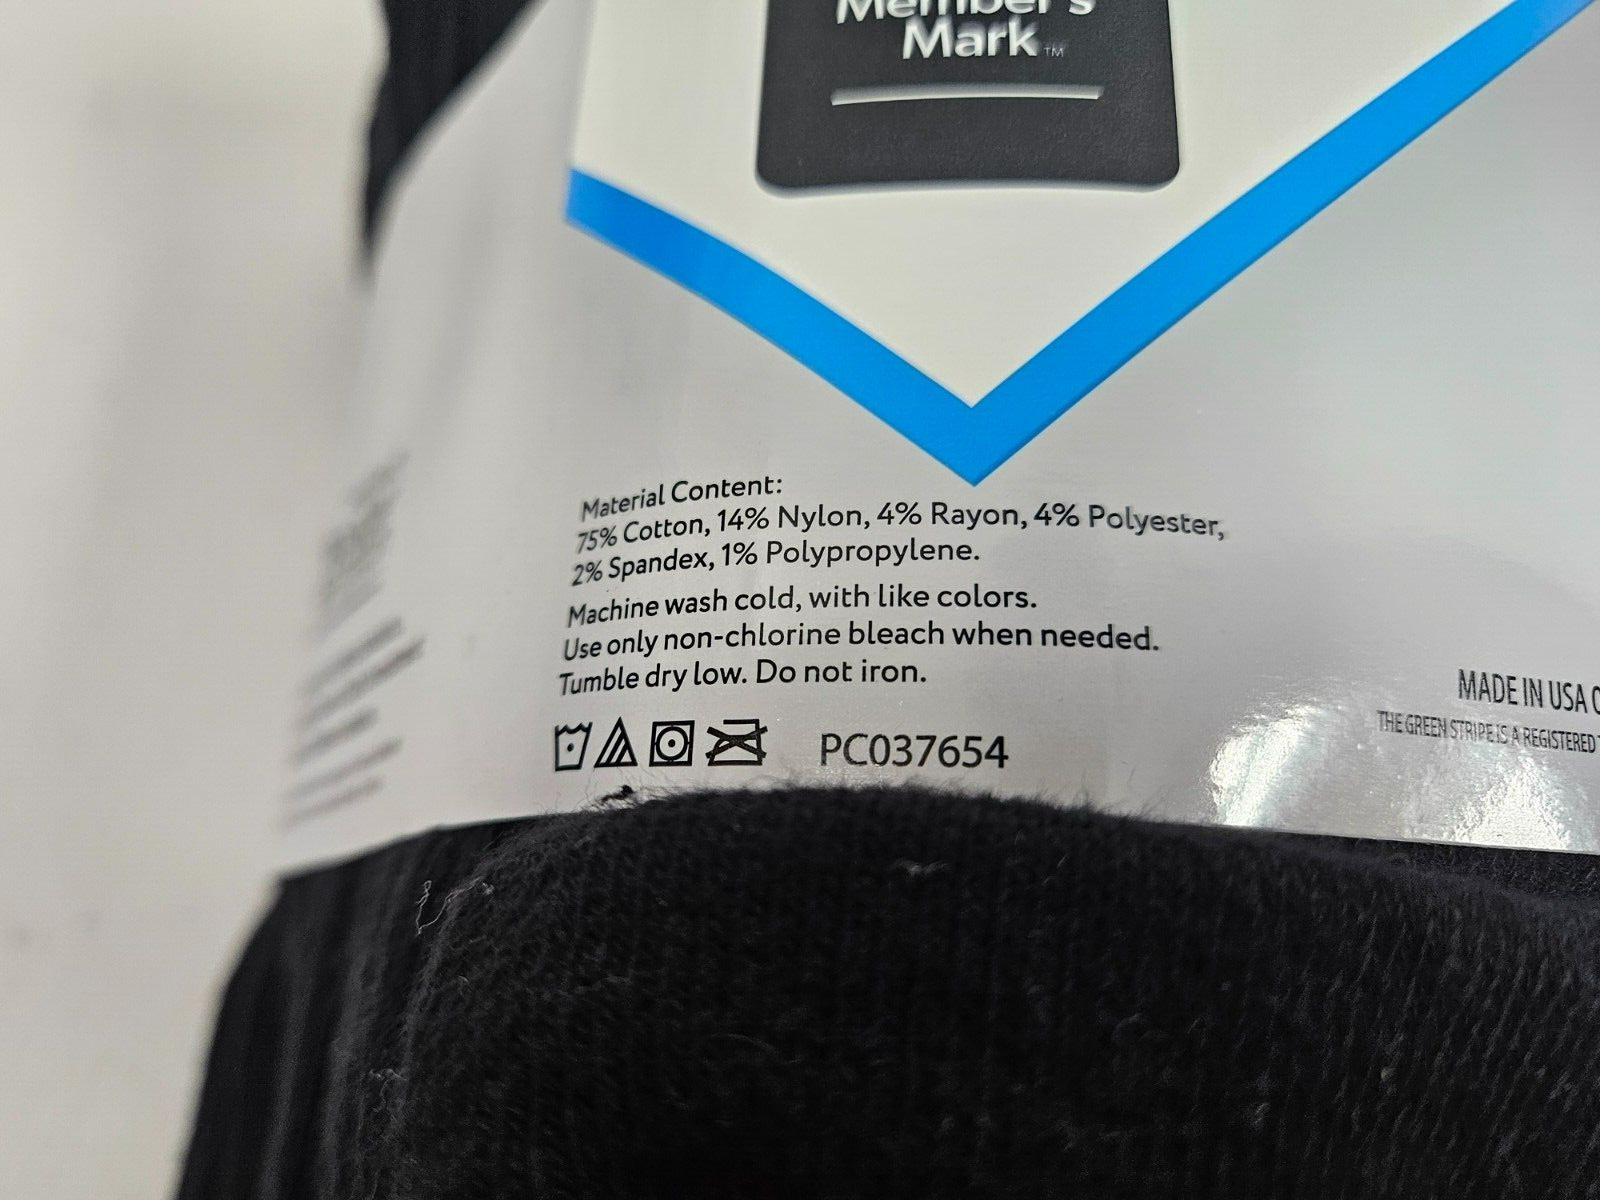 Member's
Mark™
Material Content:
75% Cotton, 14% Nylon, 4% Rayon, 4% Polyester,
2% Spandex, 1% Polypropylene.
Machine wash cold, with like colors.
Use only non-chlorine bleach when needed.
Tumble dry low. Do not iron.
PC037654
MADE IN USA
THE GREEN STRIPE IS A REGISTERED